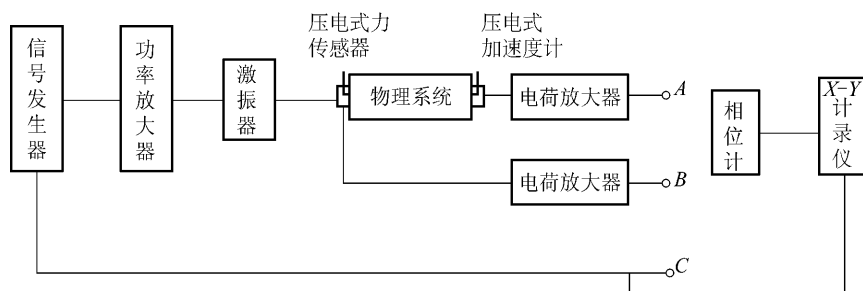 信号发生器
功率放大器
激振器
压电式力
传感器
物理系统
压电式
加速度计
电荷放大器
A
相位计
X-Y
计录仪
电荷放大器
B
C